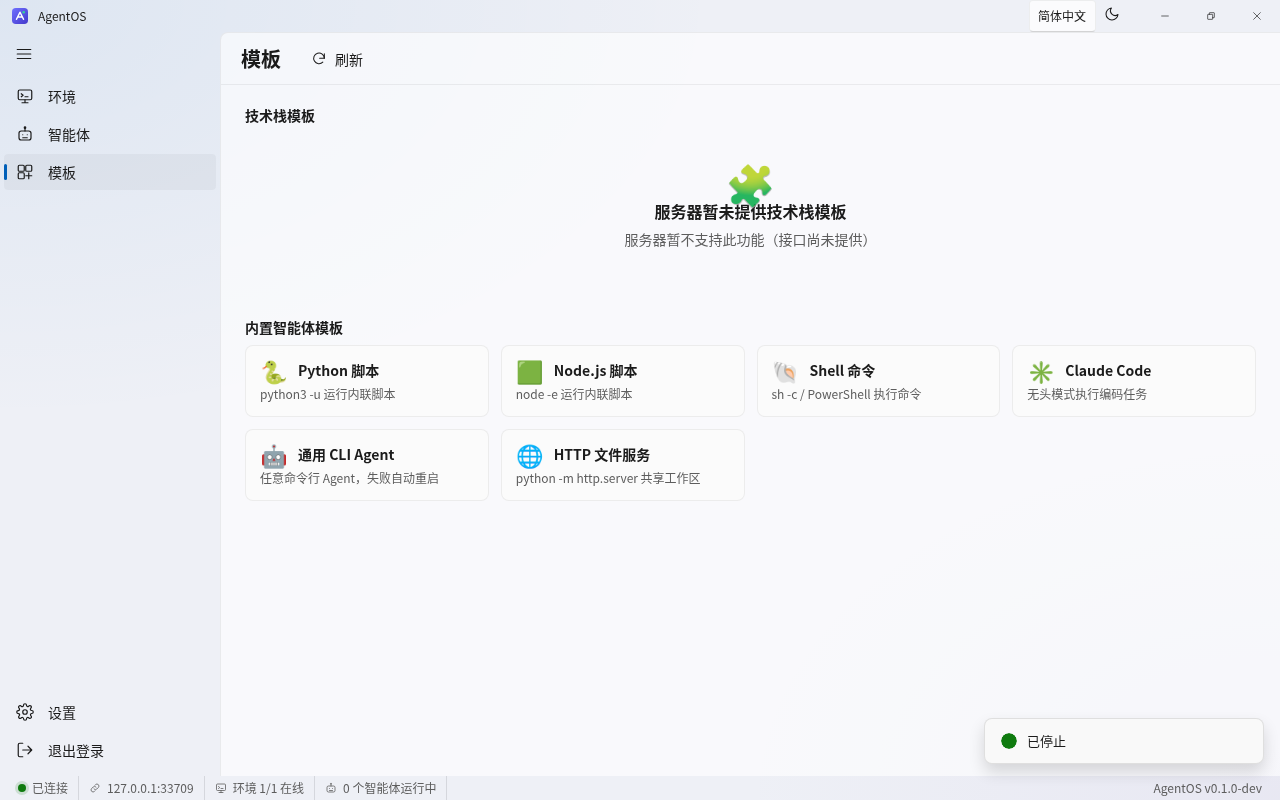 AgentOS
简体中文
环境
智能体
模板
设置
退出登录
模板
刷新
技术栈模板
服务器暂未提供技术栈模板
服务器暂不支持此功能（接口尚未提供）
内置智能体模板
Python 脚本
python3 -u 运行内联脚本
Node.js 脚本
node -e 运行内联脚本
Shell 命令
sh -c / PowerShell 执行命令
Claude Code
无头模式执行编码任务
通用 CLI Agent
任意命令行 Agent，失败自动重启
HTTP 文件服务
python -m http.server 共享工作区
已停止
已连接
127.0.0.1:33709
环境 1/1 在线
0 个智能体运行中
AgentOS v0.1.0-dev